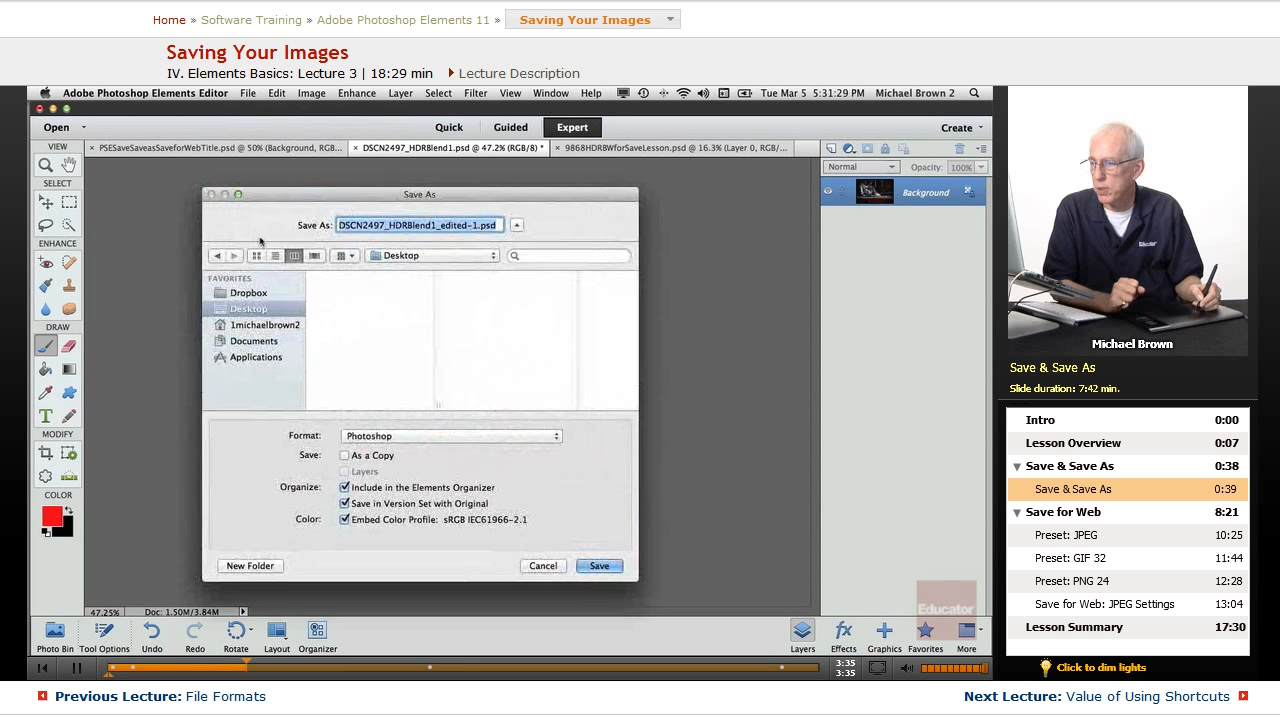 Home » Software Training » Adobe Photoshop Elements 11 » Saving Your Images
Saving Your Images
IV. Elements Basics: Lecture 3 | 18:29 min Lecture Description
Adobe Photoshop Elements Editor File Edit Image Enhance Layer Select Filter View Window Help Tue Mar 5 5:31:29 PM Michael Brown 2
Open Quick Guided Expert Create
VIEW
PSESaveSaveasSaveforWebTitle.psd @ 50% (Background, RGB... DSCN2497_HDRBlend1.psd @ 47.2% (RGB/8) * 9868HDRBWforSaveLesson.psd @ 16.3% (Layer 0, RGB/...
Normal Opacity: 100%
Background
SELECT
ENHANCE
DRAW
MODIFY
COLOR
Save As
Save As: DSCN2497_HDRBlend1_edited-1.psd
Desktop
FAVORITES
Dropbox
Desktop
1michaelbrown2
Documents
Applications
Format: Photoshop
Save: As a Copy
Layers
Organize: Include in the Elements Organizer
Save in Version Set with Original
Color: Embed Color Profile: sRGB IEC61966-2.1
New Folder Cancel Save
47.25% Doc: 1.50M/3.84M
Educator
Photo Bin Tool Options Undo Redo Rotate Layout Organizer Layers Effects Graphics Favorites More
3:35
3:35
Educator
Michael Brown
Save & Save As
Slide duration: 7:42 min.
Intro 0:00
Lesson Overview 0:07
Save & Save As 0:38
Save & Save As 0:39
Save for Web 8:21
Preset: JPEG 10:25
Preset: GIF 32 11:44
Preset: PNG 24 12:28
Save for Web: JPEG Settings 13:04
Lesson Summary 17:30
Click to dim lights
Previous Lecture: File Formats
Next Lecture: Value of Using Shortcuts